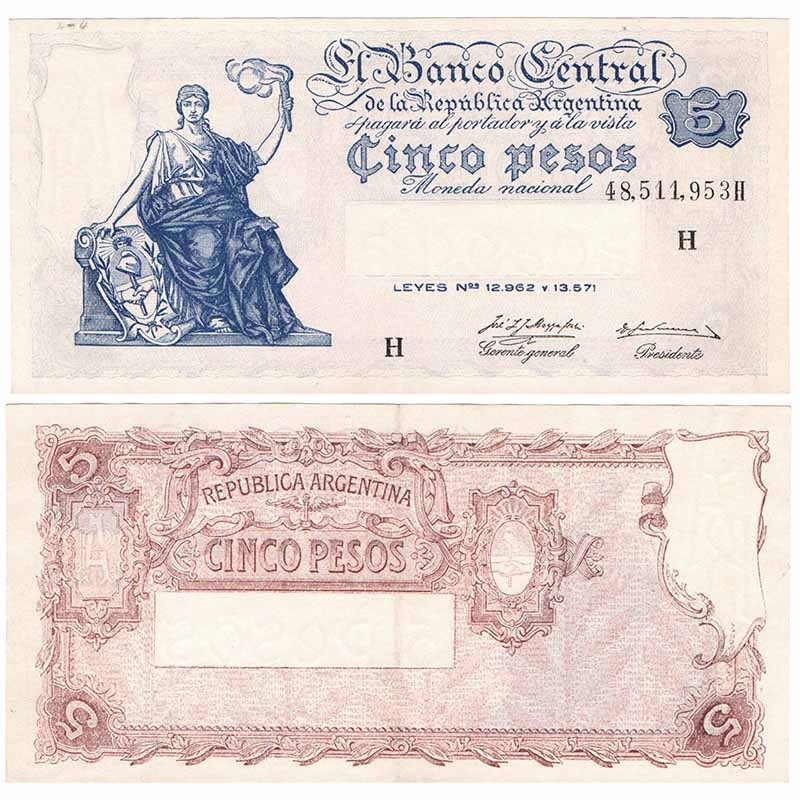 El Banco Central
de la República Argentina
pagará al portador y á la vista
5
Cinco pesos
Moneda nacional
48,511,953H
H
LEYES Nos 12.962 Y 13.571
H
Gerente general
Presidente
5
REPUBLICA ARGENTINA
CINCO PESOS
5
5